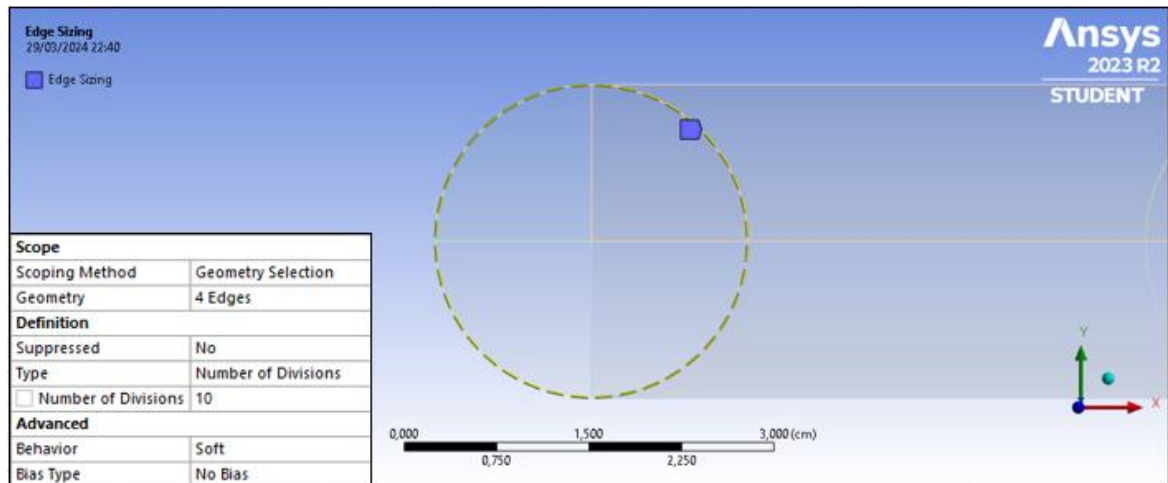 Edge Sizing
29/03/2024 22:40
Edge Sizing
Ansys
2023 R2
STUDENT
Scope
Scoping Method Geometry Selection
Geometry 4 Edges
Definition
Suppressed No
Type Number of Divisions
Number of Divisions 10
Advanced
Behavior Soft
Bias Type No Bias
0,000 1,500 3,000 (cm)
0,750 2,250
Y
X